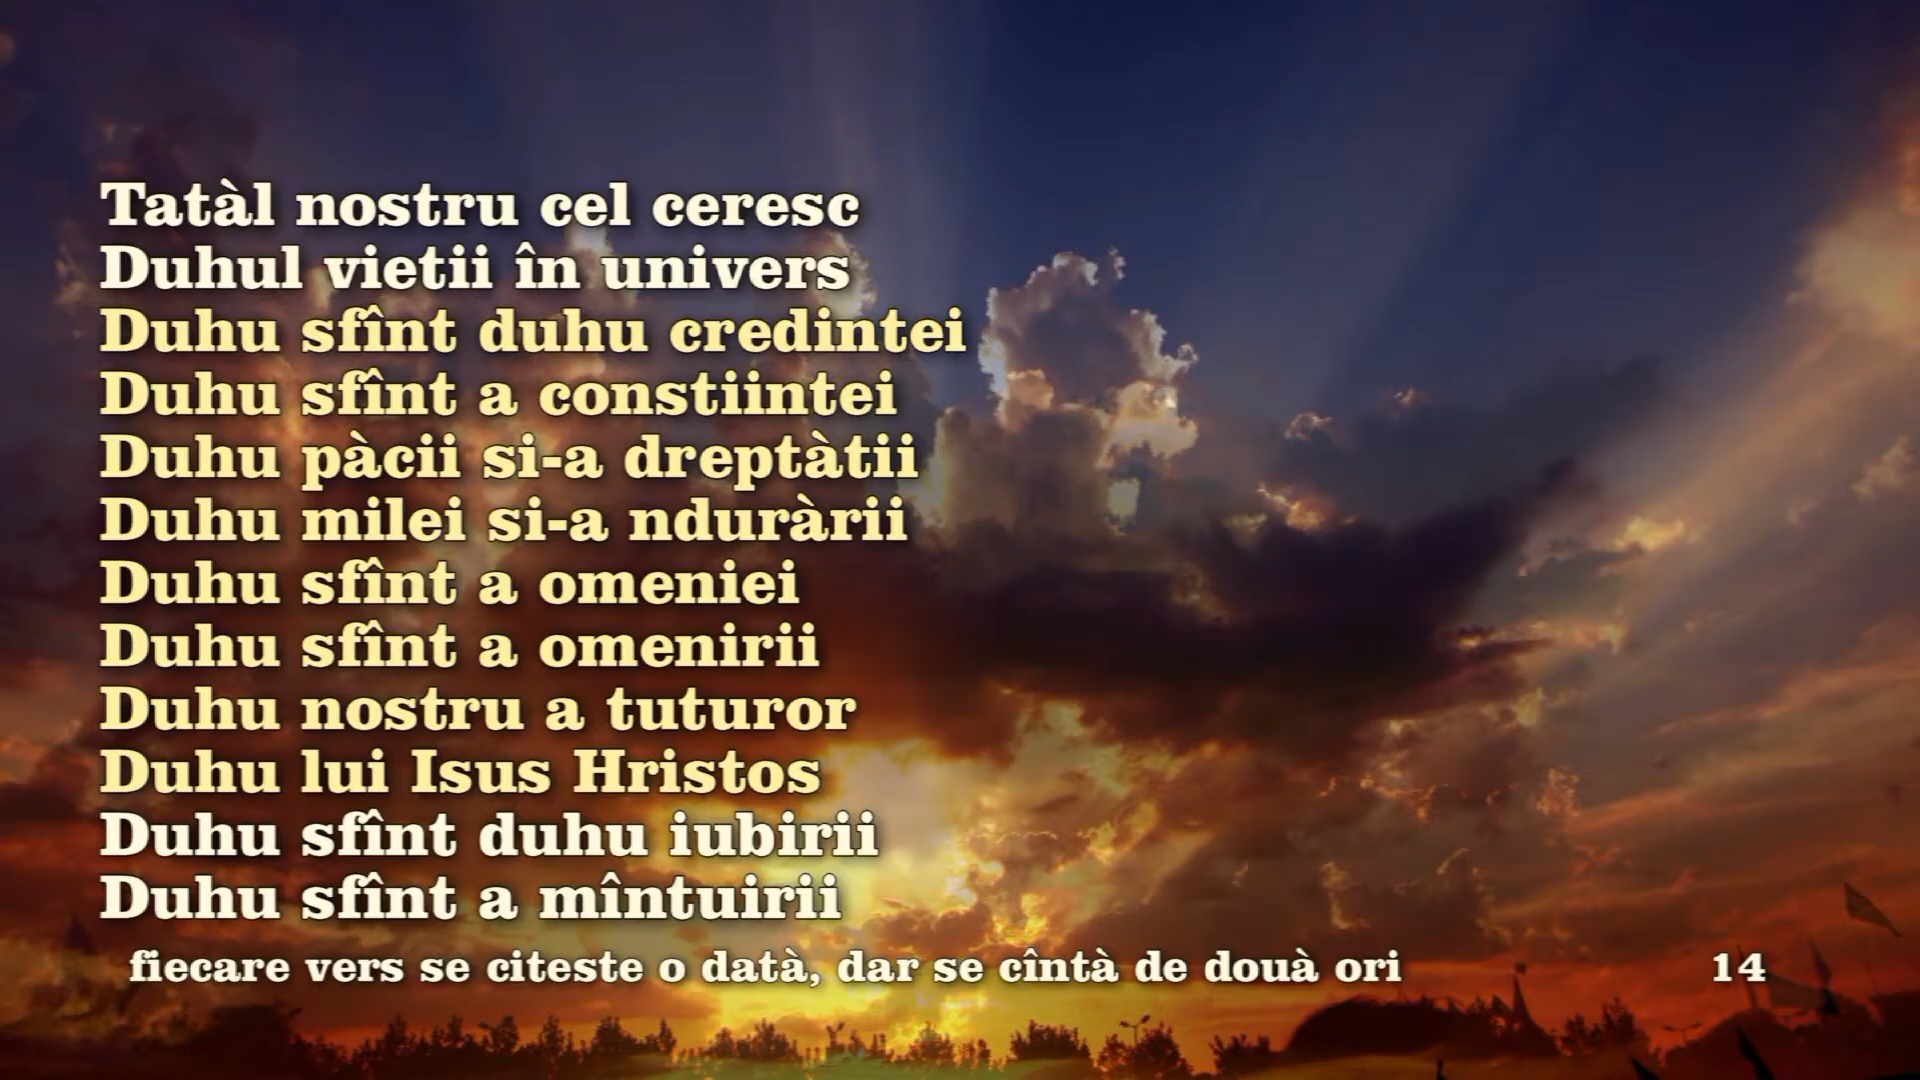 Tatàl nostru cel ceresc
Duhul vietii în univers
Duhu sfînt duhu credintei
Duhu sfînt a constiintei
Duhu pàcii si-a dreptàtii
Duhu milei si-a nduràrii
Duhu sfînt a omeniei
Duhu sfînt a omenirii
Duhu nostru a tuturor
Duhu lui Isus Hristos
Duhu sfînt duhu iubirii
Duhu sfînt a mîntuirii
fiecare vers se citeste o datà, dar se cîntà de douà ori 14